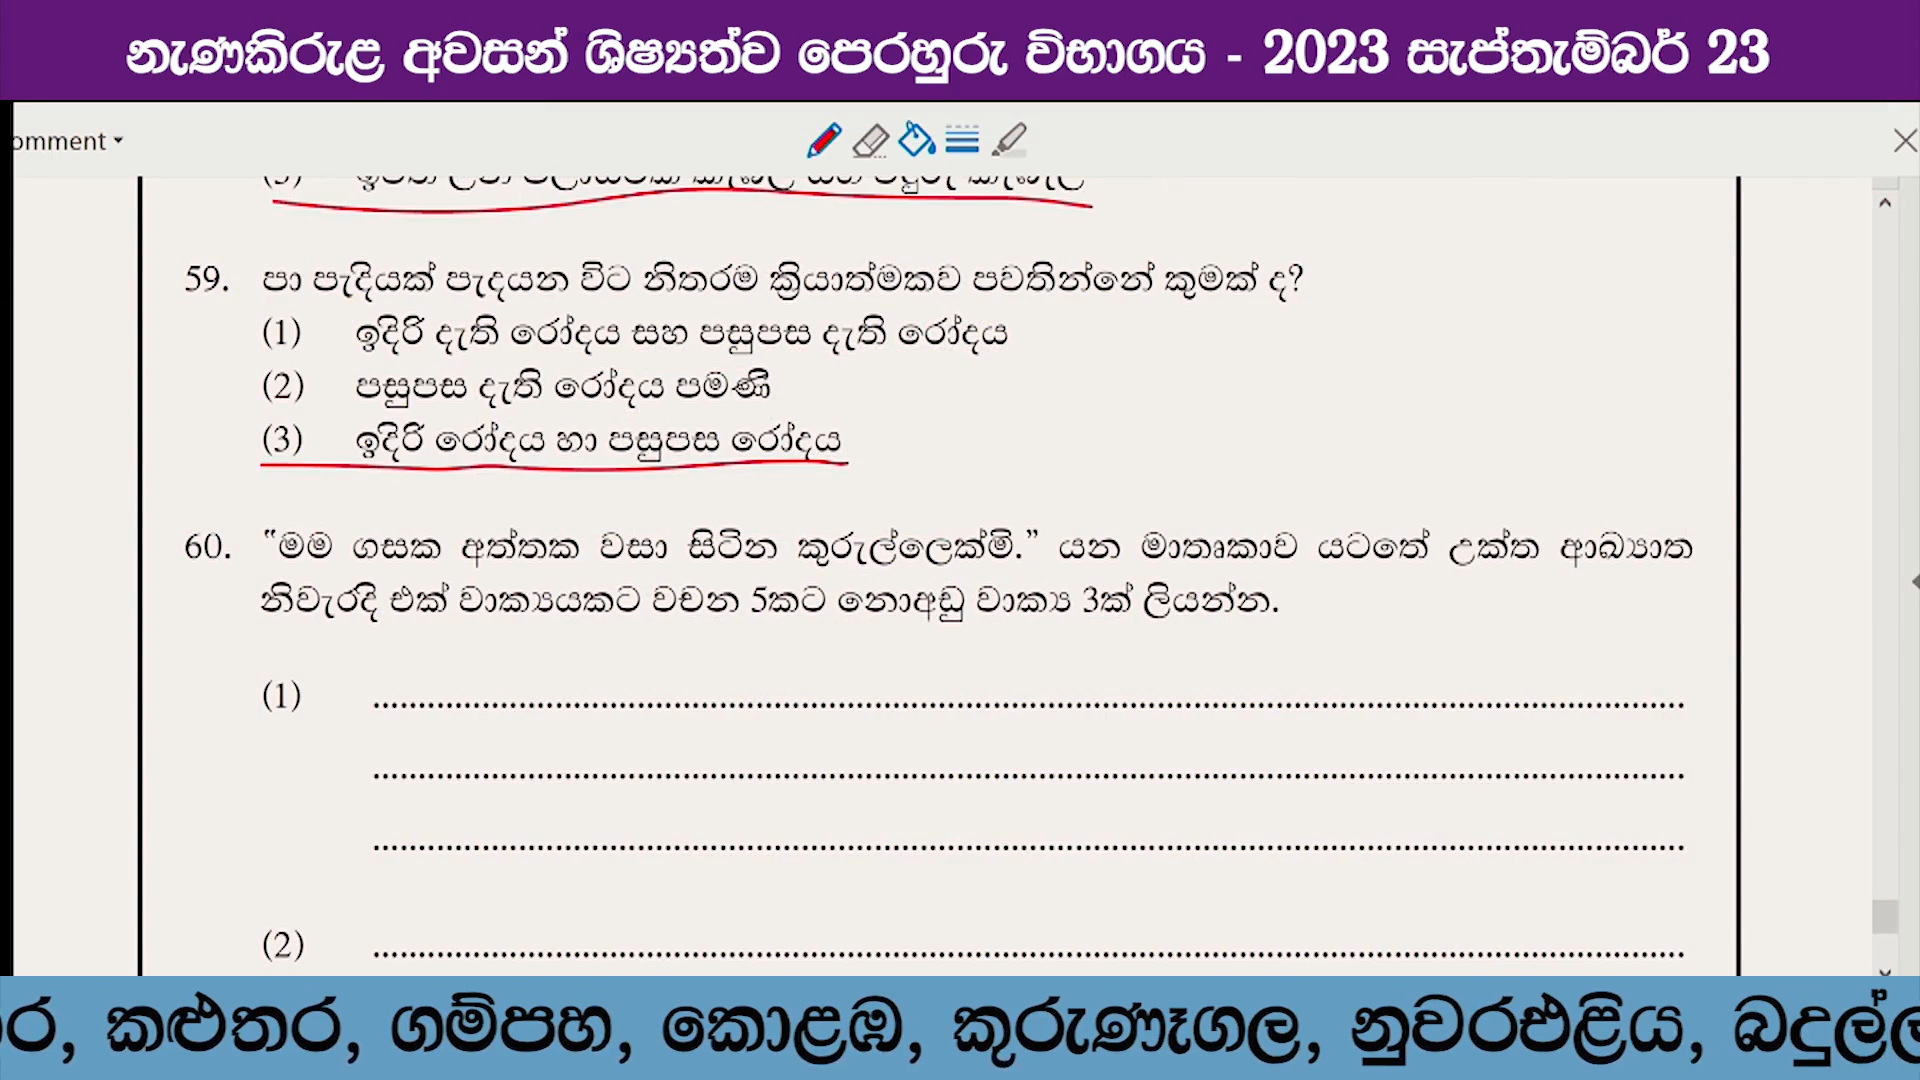 නැණකිරුළ අවසන් ශිෂ්‍යත්ව පෙරහුරු විභාගය - 2023 සැප්තැම්බර් 23
omment
59. පා පැදියක් පැදයන විට නිතරම ක්‍රියාත්මකව පවතින්නේ කුමක් ද?
(1) ඉදිරි දැති රෝදය සහ පසුපස දැති රෝදය
(2) පසුපස දැති රෝදය පමණි
(3) ඉදිරි රෝදය හා පසුපස රෝදය
60. “මම ගසක අත්තක වසා සිටින කුරුල්ලෙක්මි.” යන මාතෘකාව යටතේ උක්ත ආඛ්‍යාත
නිවැරදි එක් වාක්‍යයකට වචන 5කට නොඅඩු වාක්‍ය 3ක් ලියන්න.
(1)
(2)
ර, කළුතර, ගම්පහ, කොළඹ, කුරුණෑගල, නුවරඑළිය, බදුල්ල